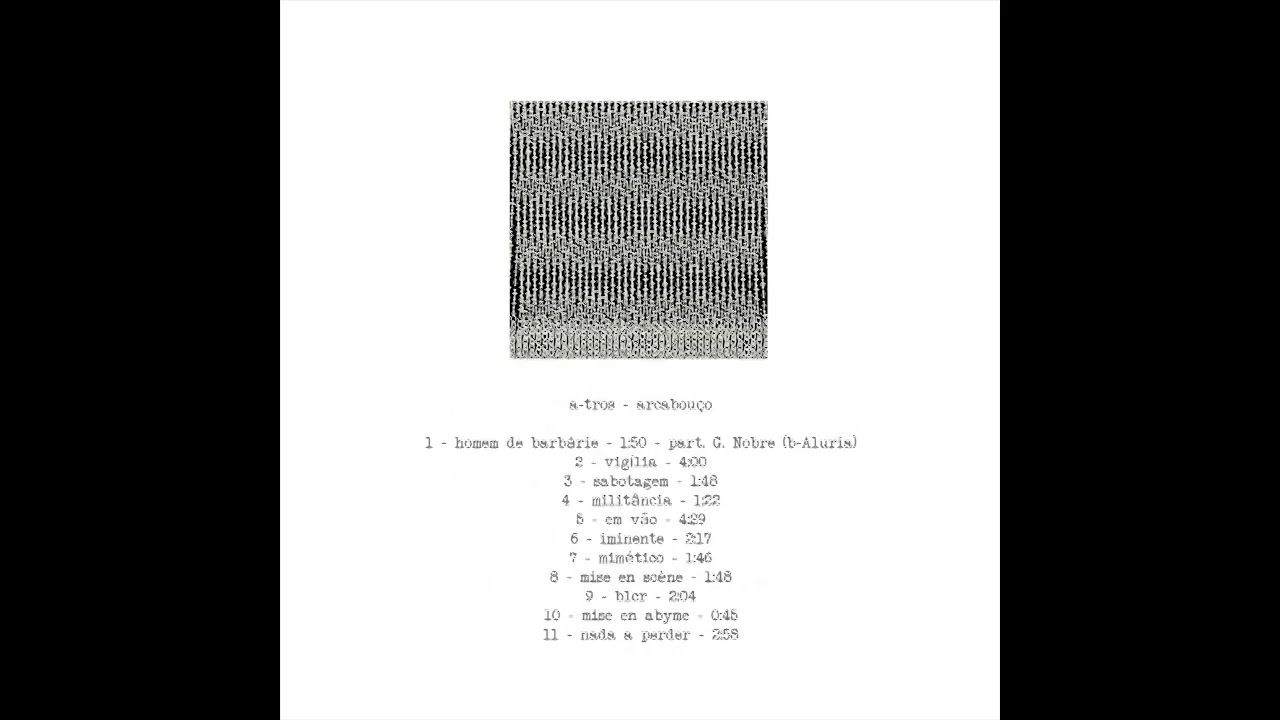 a-tros - arcabouço
1 - homem de barbárie - 1:50 - part. G. Nobre (b-Aluria)
2 - vigília - 4:00
3 - sabotagem - 1:48
4 - militância - 1:22
5 - em vão - 4:29
6 - iminente - 2:17
7 - mimético - 1:46
8 - mise en scéne - 1:48
9 - blcr - 2:04
10 - mise en abyme - 0:45
11 - nada a perder - 2:58